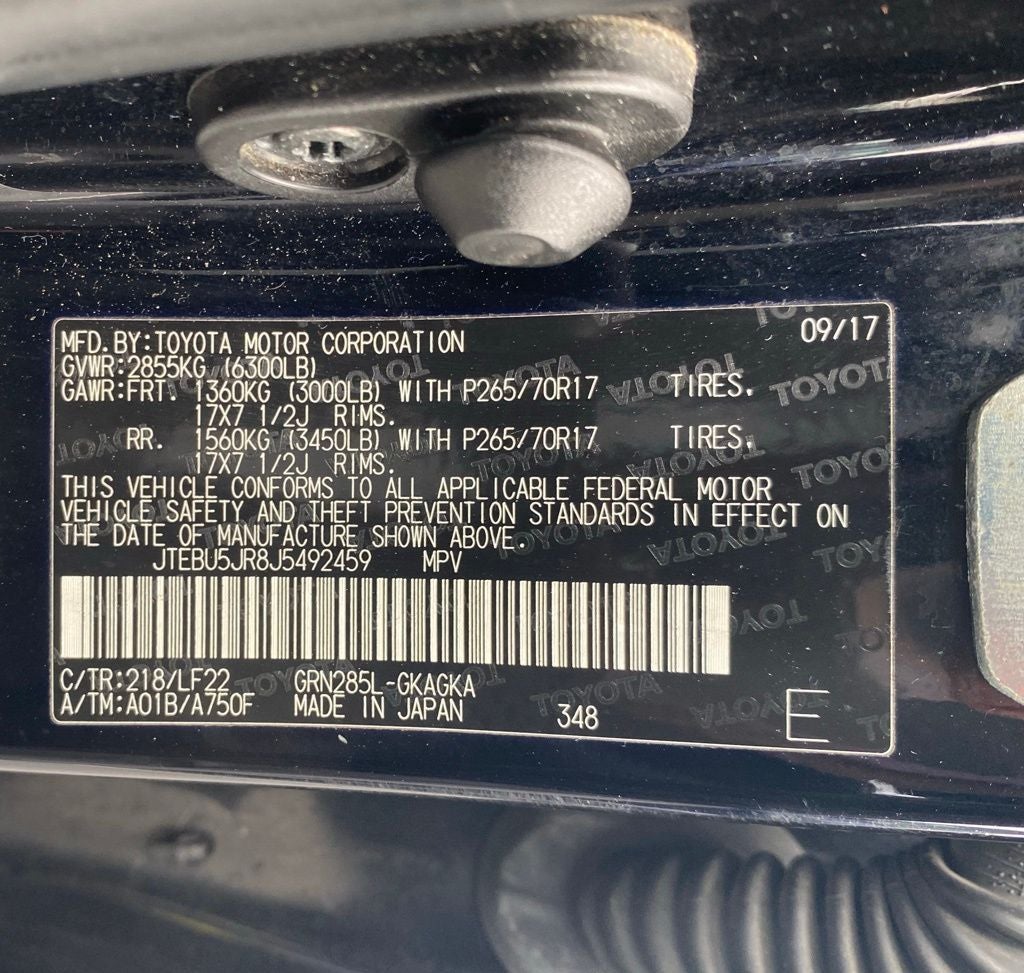 MFD.BY:TOYOTA MOTOR CORPORATION 09/17
GVWR:2855KG (6300LB)
GAWR:FRT. 1360KG (3000LB) WITH P265/70R17 TIRES.
17X7 1/2J RIMS.
RR. 1560KG (3450LB) WITH P265/70R17 TIRES.
17X7 1/2J RIMS.
THIS VEHICLE CONFORMS TO ALL APPLICABLE FEDERAL MOTOR
VEHICLE SAFETY AND THEFT PREVENTION STANDARDS IN EFFECT ON
THE DATE OF MANUFACTURE SHOWN ABOVE.
JTEBU5JR8J5492459 MPV
C/TR:218/LF22 GRN285L-GKAGKA
A/TM:A01B/A750F MADE IN JAPAN 348 E